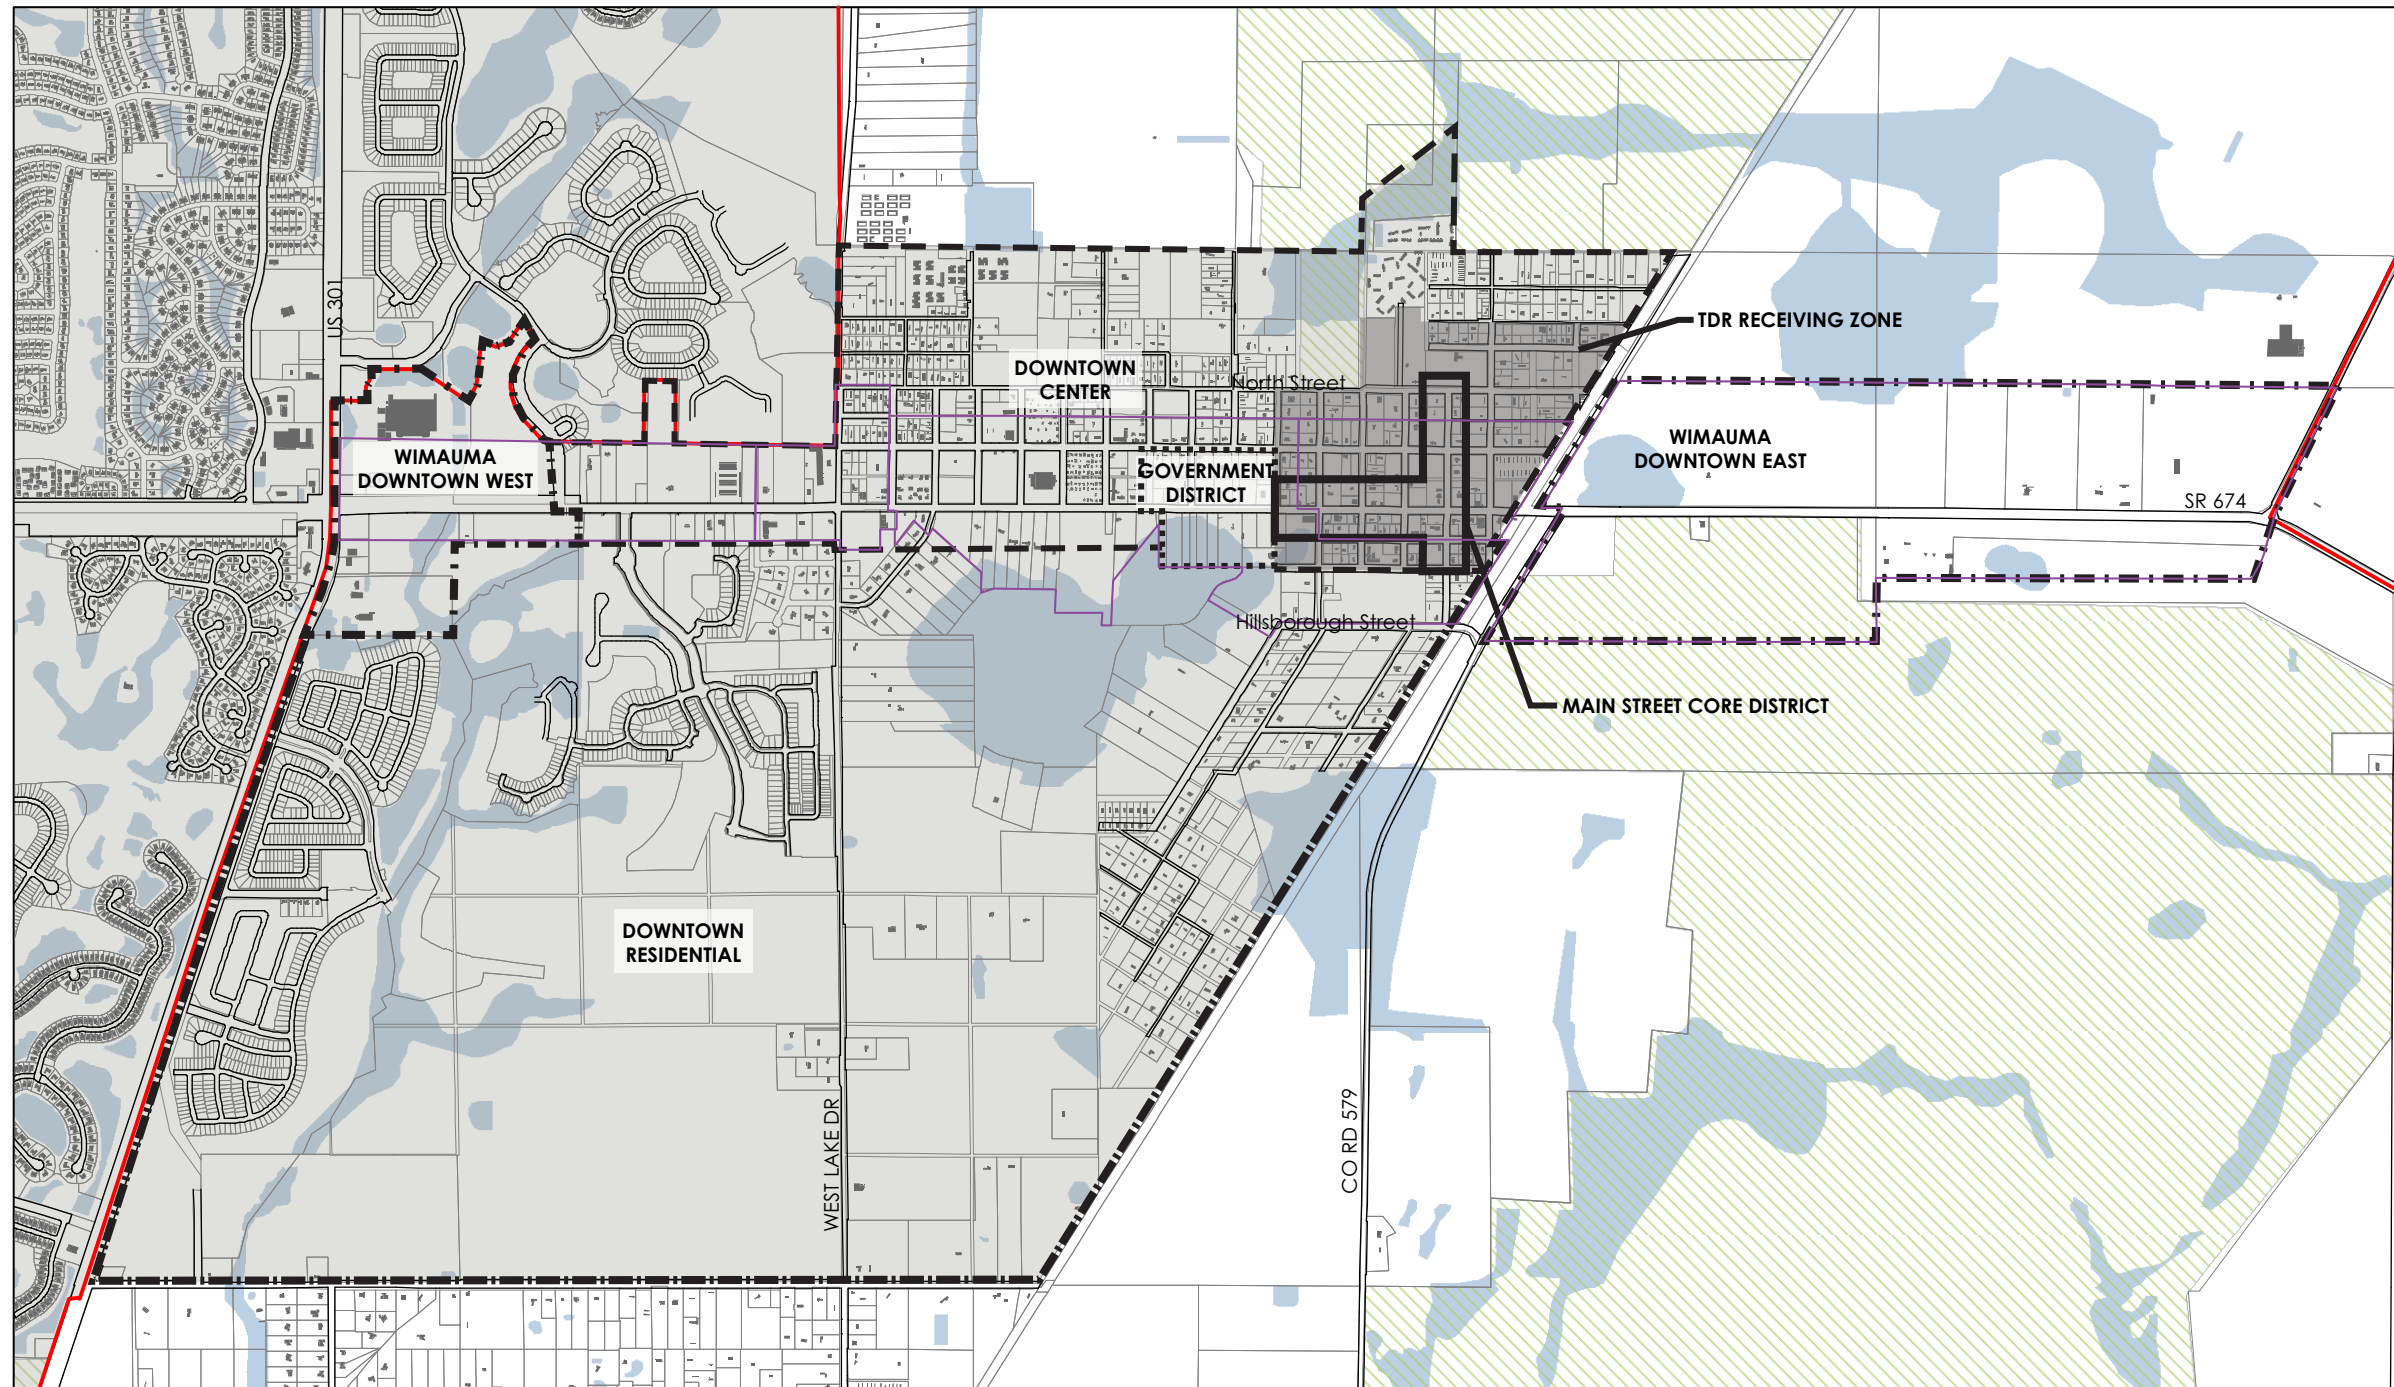 US 301
TDR RECEIVING ZONE
DOWNTOWN
CENTER
North Street
WIMAUMA
DOWNTOWN WEST
GOVERNMENT
DISTRICT
WIMAUMA
DOWNTOWN EAST
SR 674
Hillsborough Street
MAIN STREET CORE DISTRICT
DOWNTOWN
RESIDENTIAL
WEST LAKE DR
CO RD 579